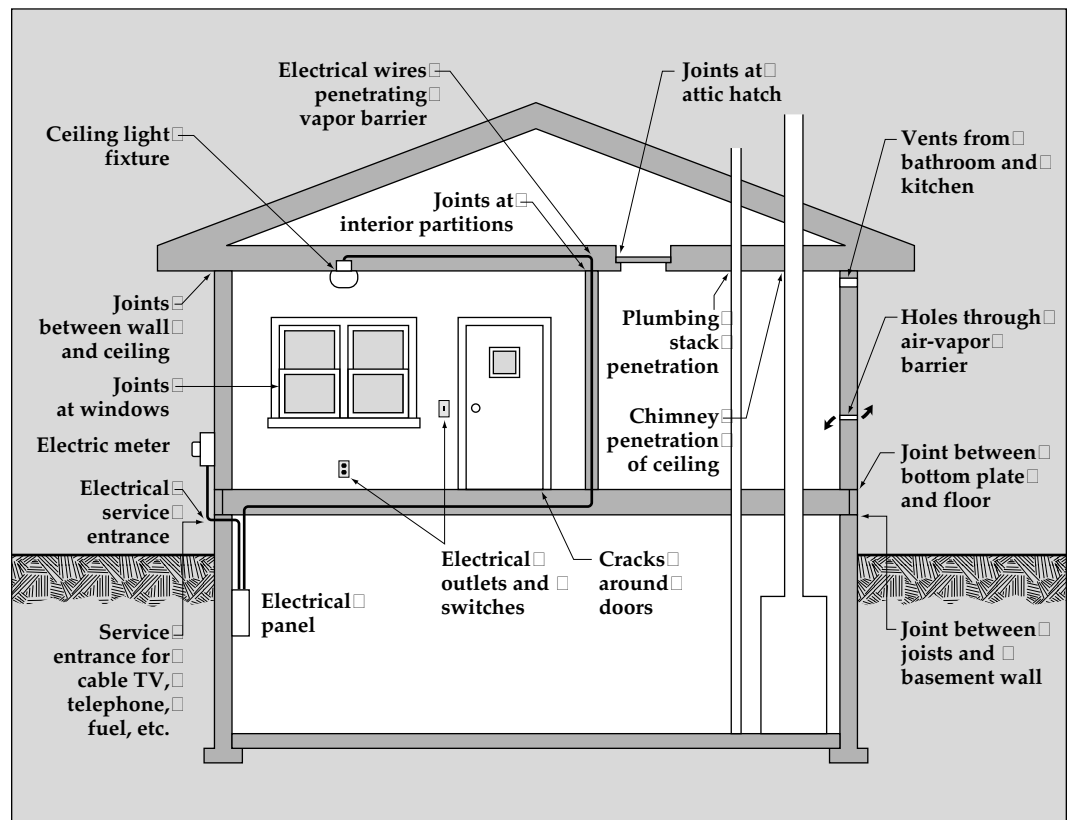 Electrical wires
penetrating
vapor barrier
Joints at
attic hatch
Ceiling light
fixture
Vents from
bathroom and
kitchen
Joints at
interior partitions
Joints
between wall
and ceiling
Plumbing
stack
penetration
Holes through
air-vapor
barrier
Joints
at windows
Chimney
penetration
of ceiling
Electric meter
Joint between
bottom plate
and floor
Electrical
service
entrance
Electrical
outlets and
switches
Cracks
around
doors
Electrical
panel
Service
entrance for
cable TV,
telephone,
fuel, etc.
Joint between
joists and
basement wall